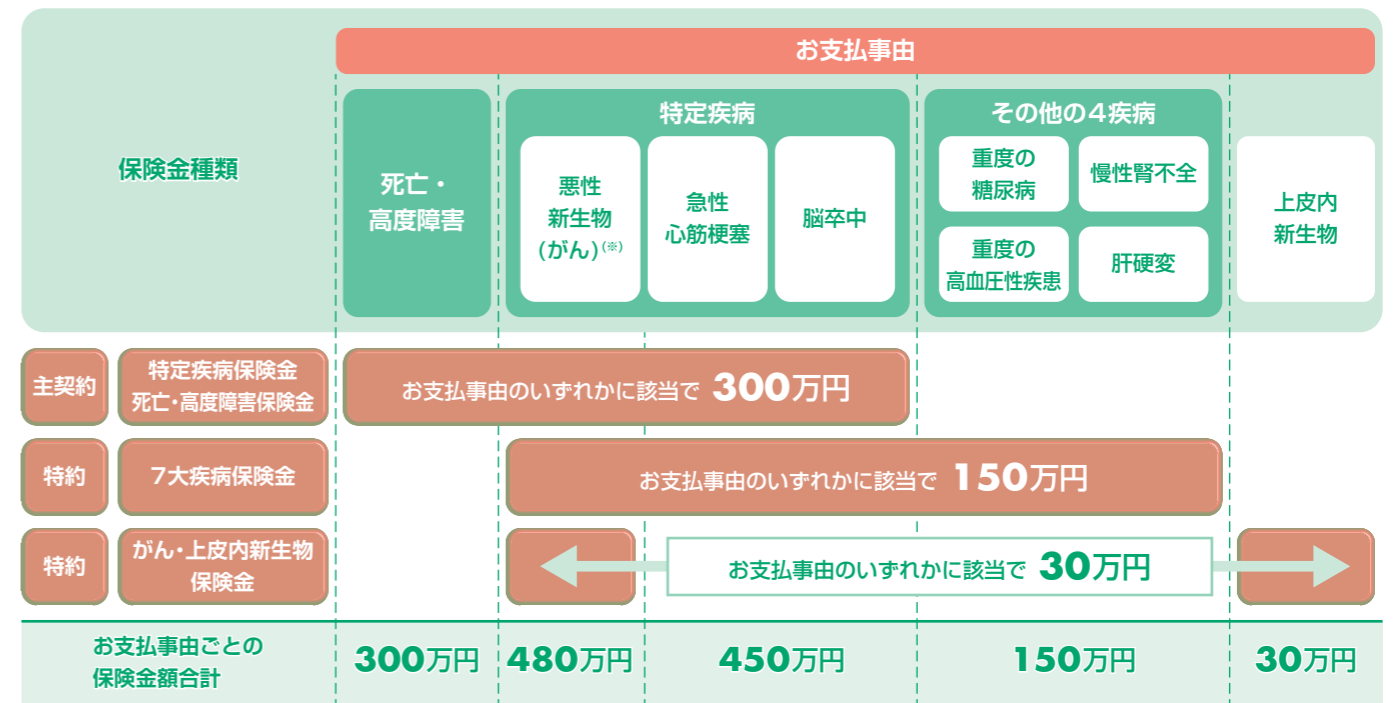 お支払事由
保険金種類
死亡・
高度障害
特定疾病
悪性
新生物
(がん)(※)
急性
心筋梗塞
脳卒中
その他の4疾病
重度の
糖尿病
慢性腎不全
重度の
高血圧性疾患
肝硬変
上皮内
新生物
主契約
特定疾病保険金
死亡・高度障害保険金
お支払事由のいずれかに該当で 300万円
特約
7大疾病保険金
お支払事由のいずれかに該当で 150万円
特約
がん・上皮内新生物
保険金
お支払事由のいずれかに該当で 30万円
お支払事由ごとの
保険金額合計
300万円
480万円
450万円
150万円
30万円